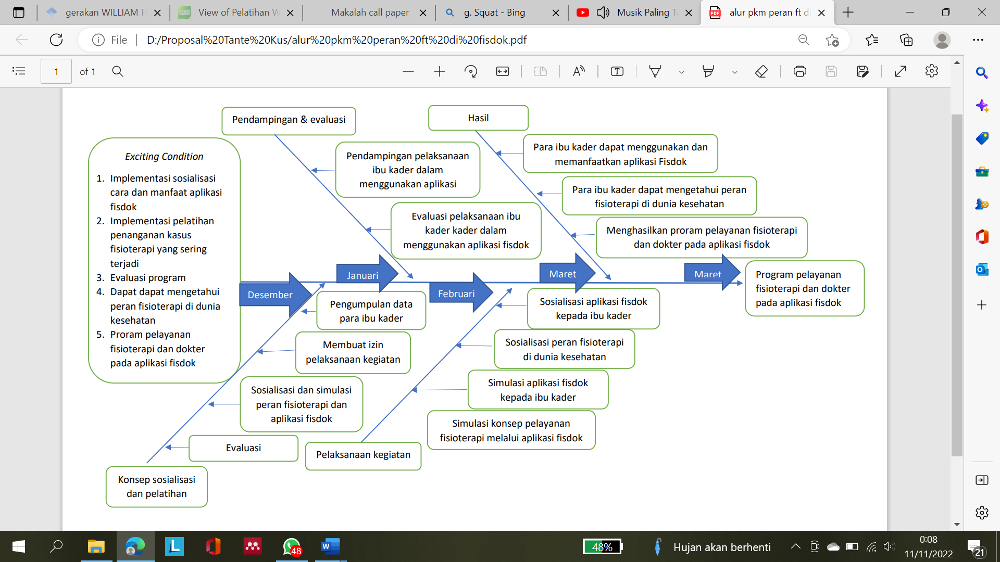 gerakan WILLIAM F
View of Pelatihan W
Makalah call paper
g. Squat - Bing
Musik Paling T
alur pkm peran ft di
File
D:/Proposal%20Tante%20Kus/alur%20pkm%20peran%20ft%20di%20fisdok.pdf
1 of 1
Pendampingan & evaluasi
Hasil
Exciting Condition
1. Implementasi sosialisasi
cara dan manfaat aplikasi
fisdok
2. Implementasi pelatihan
penanganan kasus
fisioterapi yang sering
terjadi
3. Evaluasi program
4. Dapat dapat mengetahui
peran fisioterapi di dunia
kesehatan
5. Proram pelayanan
fisioterapi dan dokter
pada aplikasi fisdok
Pendampingan pelaksanaan
ibu kader dalam
menggunakan aplikasi
Evaluasi pelaksanaan ibu
kader kader dalam
menggunakan aplikasi fisdok
Para ibu kader dapat menggunakan dan
memanfaatkan aplikasi Fisdok
Para ibu kader dapat mengetahui peran
fisioterapi di dunia kesehatan
Menghasilkan proram pelayanan fisioterapi
dan dokter pada aplikasi fisdok
Desember
Januari
Februari
Maret
Maret
Program pelayanan
fisioterapi dan dokter
pada aplikasi fisdok
Pengumpulan data
para ibu kader
Membuat izin
pelaksanaan kegiatan
Sosialisasi dan simulasi
peran fisioterapi dan
aplikasi fisdok
Evaluasi
Konsep sosialisasi
dan pelatihan
Sosialisasi aplikasi fisdok
kepada ibu kader
Sosialisasi peran fisioterapi
di dunia kesehatan
Simulasi aplikasi fisdok
kepada ibu kader
Simulasi konsep pelayanan
fisioterapi melalui aplikasi fisdok
Pelaksanaan kegiatan
48
48%
Hujan akan berhenti
0:08
11/11/2022
21